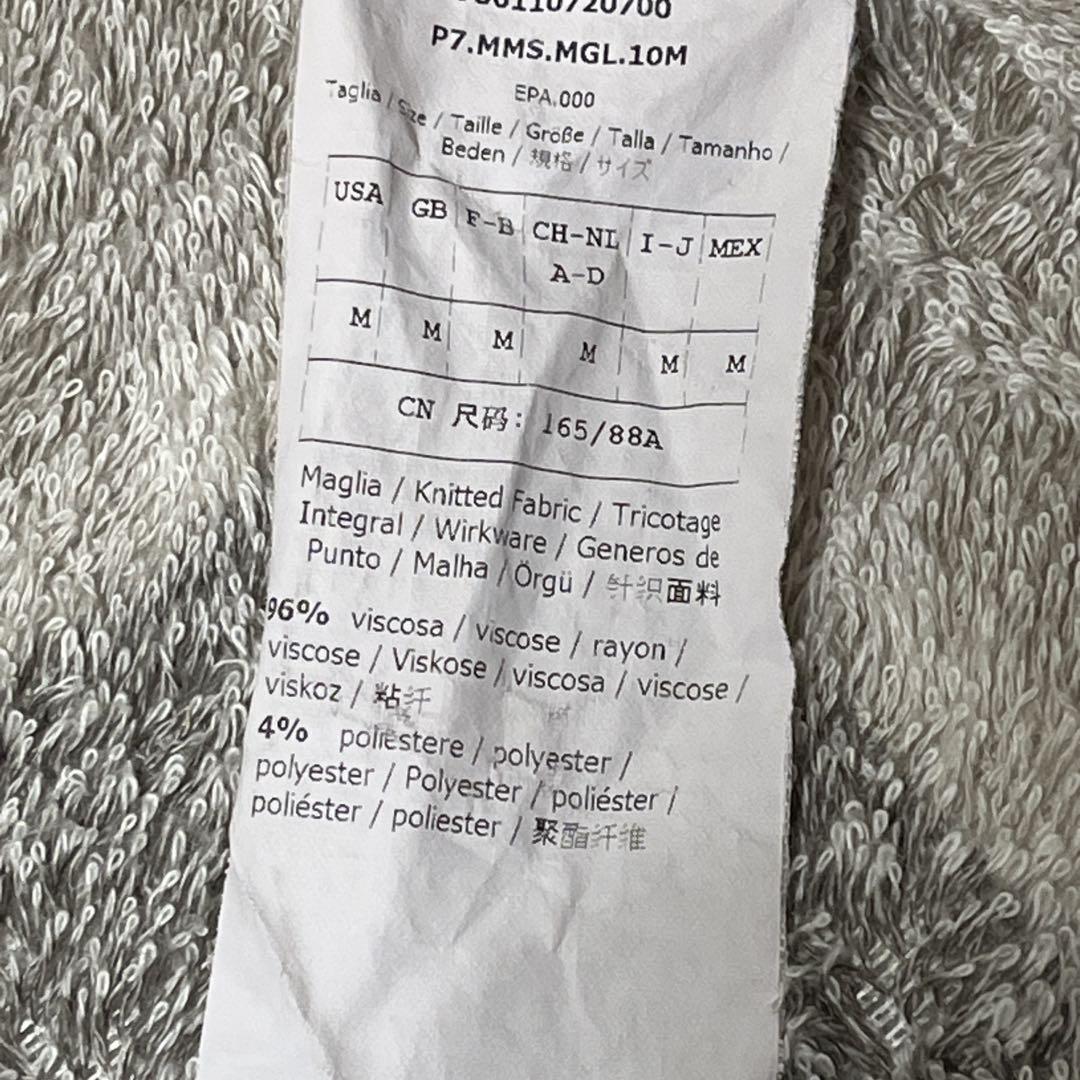 P7.MMS.MGL.10M
EPA.000
Taglia / Size / Taille / Größe / Talla / Tamanho /
Beden / 規格 / サイズ
USA GB F-B CH-NL I-J MEX
A-D
M M M M M M
CN 尺码: 165/88A
Maglia / Knitted Fabric / Tricotage
Integral / Wirkware / Generos de
Punto / Malha / Örgü / 针织面料
96% viscosa / viscose / rayon /
viscose / Viskose / viscosa / viscose /
viskoz / 粘纤
4% poliestere / polyester /
polyester / Polyester / poliéster /
poliéster / poliester / 聚酯纤维